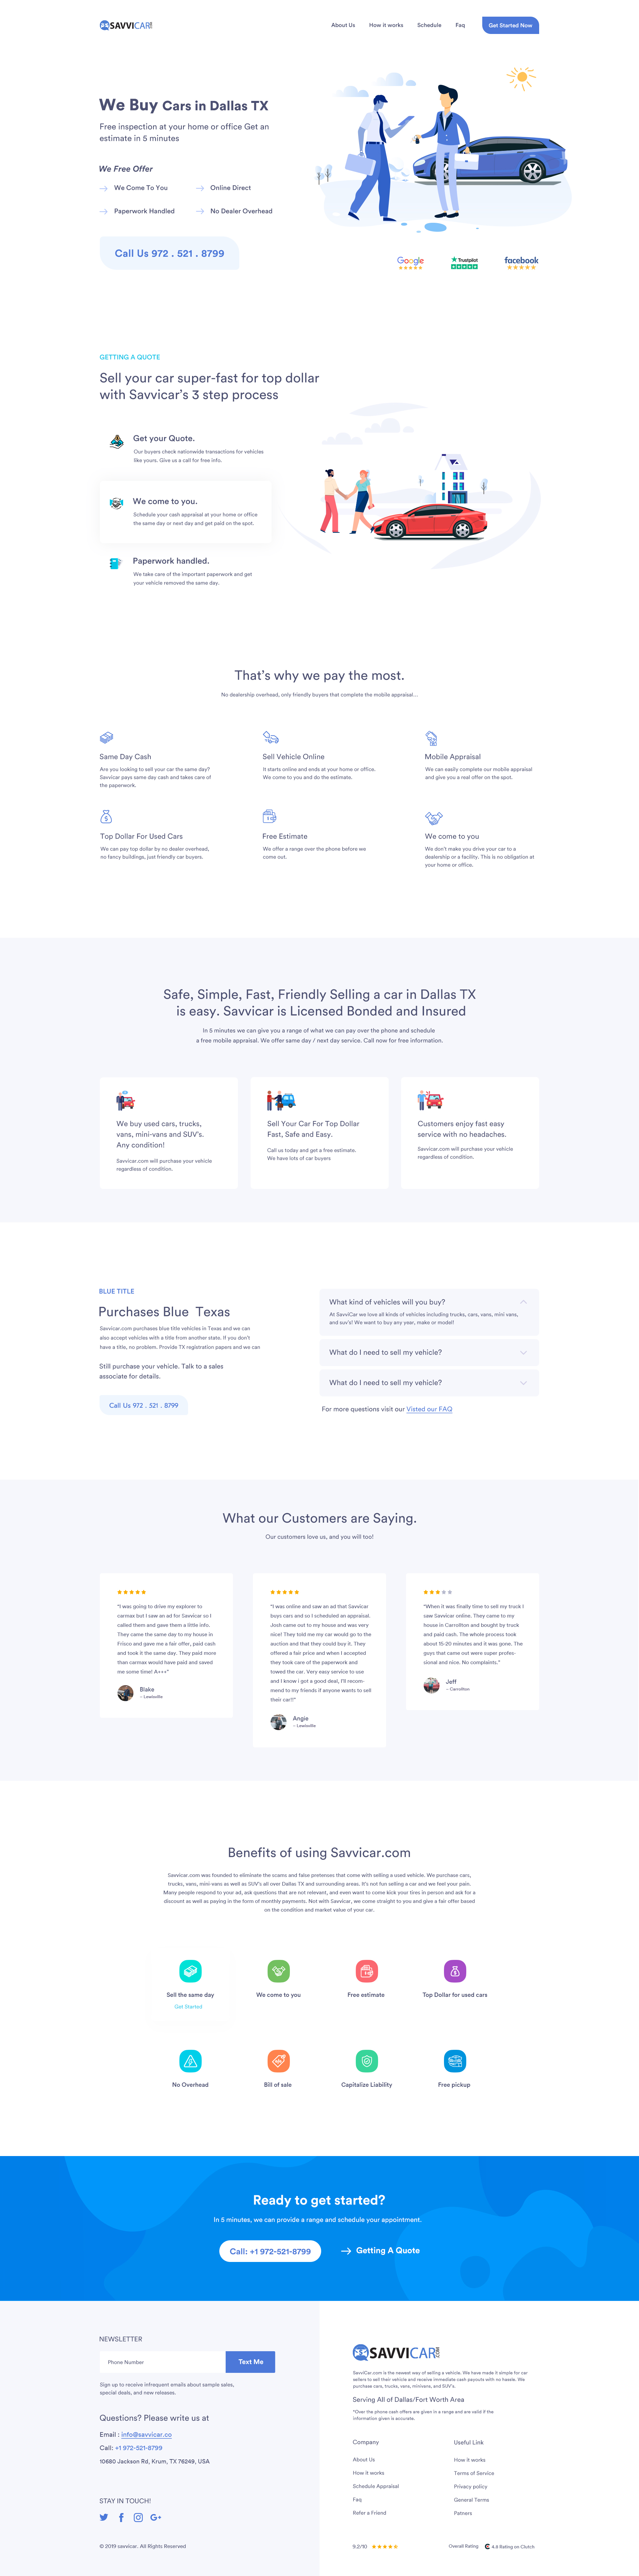 SAVVICAR.COM
About Us
How it works
Schedule
Faq
Get Started Now
We Buy Cars in Dallas TX
Free inspection at your home or office Get an
estimate in 5 minutes
We Free Offer
We Come To You
Online Direct
Paperwork Handled
No Dealer Overhead
Call Us 972 . 521 . 8799
Google
Trustpilot
facebook
GETTING A QUOTE
Sell your car super-fast for top dollar
with Savvicar's 3 step process
Get your Quote.
Our buyers check nationwide transactions for vehicles
like yours. Give us a call for free info.
We come to you.
Schedule your cash appraisal at your home or office
the same day or next day and get paid on the spot.
Paperwork handled.
We take care of the important paperwork and get
your vehicle removed the same day.
That's why we pay the most.
No dealership overhead, only friendly buyers that complete the mobile appraisal...
Same Day Cash
Are you looking to sell your car the same day?
Savvicar pays same day cash and takes care of
the paperwork.
Sell Vehicle Online
It starts online and ends at your home or office.
We come to you and do the estimate.
Mobile Appraisal
We can easily complete our mobile appraisal
and give you a real offer on the spot.
Top Dollar For Used Cars
We can pay top dollar by no dealer overhead,
no fancy buildings, just friendly car buyers.
Free Estimate
We offer a range over the phone before we
come out.
We come to you
We don't make you drive your car to a
dealership or a facility. This is no obligation at
your home or office.
Safe, Simple, Fast, Friendly Selling a car in Dallas TX
is easy. Savvicar is Licensed Bonded and Insured
In 5 minutes we can give you a range of what we can pay over the phone and schedule
a free mobile appraisal. We offer same day / next day service. Call now for free information.
We buy used cars, trucks,
vans, mini-vans and SUV's.
Any condition!
Savvicar.com will purchase your vehicle
regardless of condition.
Sell Your Car For Top Dollar
Fast, Safe and Easy.
Call us today and get a free estimate.
We have lots of car buyers
Customers enjoy fast easy
service with no headaches.
Savvicar.com will purchase your vehicle
regardless of condition.
BLUE TITLE
Purchases Blue Texas
Savvicar.com purchases blue title vehicles in Texas and we can
also accept vehicles with a title from another state. If you don't
have a title, no problem. Provide TX registration papers and we can
Still purchase your vehicle. Talk to a sales
associate for details.
Call Us 972 . 521 . 8799
What kind of vehicles will you buy?
At SavviCar we love all kinds of vehicles including trucks, cars, vans, mini vans,
and suv's! We want to buy any year, make or model!
What do I need to sell my vehicle?
What do I need to sell my vehicle?
For more questions visit our Visted our FAQ
What our Customers are Saying.
Our customers love us, and you will too!
"I was going to drive my explorer to
carmax but I saw an ad for Savvicar so I
called them and gave them a little info.
They came the same day to my house in
Frisco and gave me a fair offer, paid cash
and took it the same day. They paid more
than carmax would have paid and saved
me some time! A+++"
Blake
– Lewisville
"I was online and saw an ad that Savvicar
buys cars and so I scheduled an appraisal.
Josh came out to my house and was very
nice! They told me my car would go to the
auction and that they could buy it. They
offered a fair price and when I accepted
they took care of the paperwork and
towed the car. Very easy service to use
and I know I got a good deal, I'll recom-
mend to my friends if anyone wants to sell
their car!!"
Angie
– Lewisville
"When it was finally time to sell my truck I
saw Savvicar online. They came to my
house in Carrollton and bought by truck
and paid cash. The whole process took
about 15-20 minutes and it was gone. The
guys that came out were super profes-
sional and nice. No complaints."
Jeff
– Carrollton
Benefits of using Savvicar.com
Savvicar.com was founded to eliminate the scams and false pretenses that come with selling a used vehicle. We purchase cars,
trucks, vans, mini-vans as well as SUV's all over Dallas TX and surrounding areas. It's not fun selling a car and we feel your pain.
Many people respond to your ad, ask questions that are not relevant, and even want to come kick your tires in person and ask for a
discount as well as paying in the form of monthly payments. Not with Savvicar, we come straight to you and give a fair offer based
on the condition and market value of your car.
Sell the same day
Get Started
We come to you
Free estimate
Top Dollar for used cars
No Overhead
Bill of sale
Capitalize Liability
Free pickup
Ready to get started?
In 5 minutes, we can provide a range and schedule your appointment.
Call: +1 972-521-8799
Getting A Quote
NEWSLETTER
Phone Number
Text Me
Sign up to receive infrequent emails about sample sales,
special deals, and new releases.
Questions? Please write us at
Email : info@savvicar.co
Call: +1 972-521-8799
10680 Jackson Rd, Krum, TX 76249, USA
STAY IN TOUCH!
G+
© 2019 savvicar. All Rights Reserved
SAVVICAR.COM
SavviCar.com is the newest way of selling a vehicle. We have made it simple for car
sellers to sell their vehicle and receive immediate cash payouts with no hassle. We
purchase cars, trucks, vans, minivans, and SUV's.
Serving All of Dallas/Fort Worth Area
*Over the phone cash offers are given in a range and are valid if the
information given is accurate.
Company
About Us
How it works
Schedule Appraisal
Faq
Refer a Friend
Useful Link
How it works
Terms of Service
Privacy policy
General Terms
Patners
9.2/10
Overall Rating
4.8 Rating on Clutch